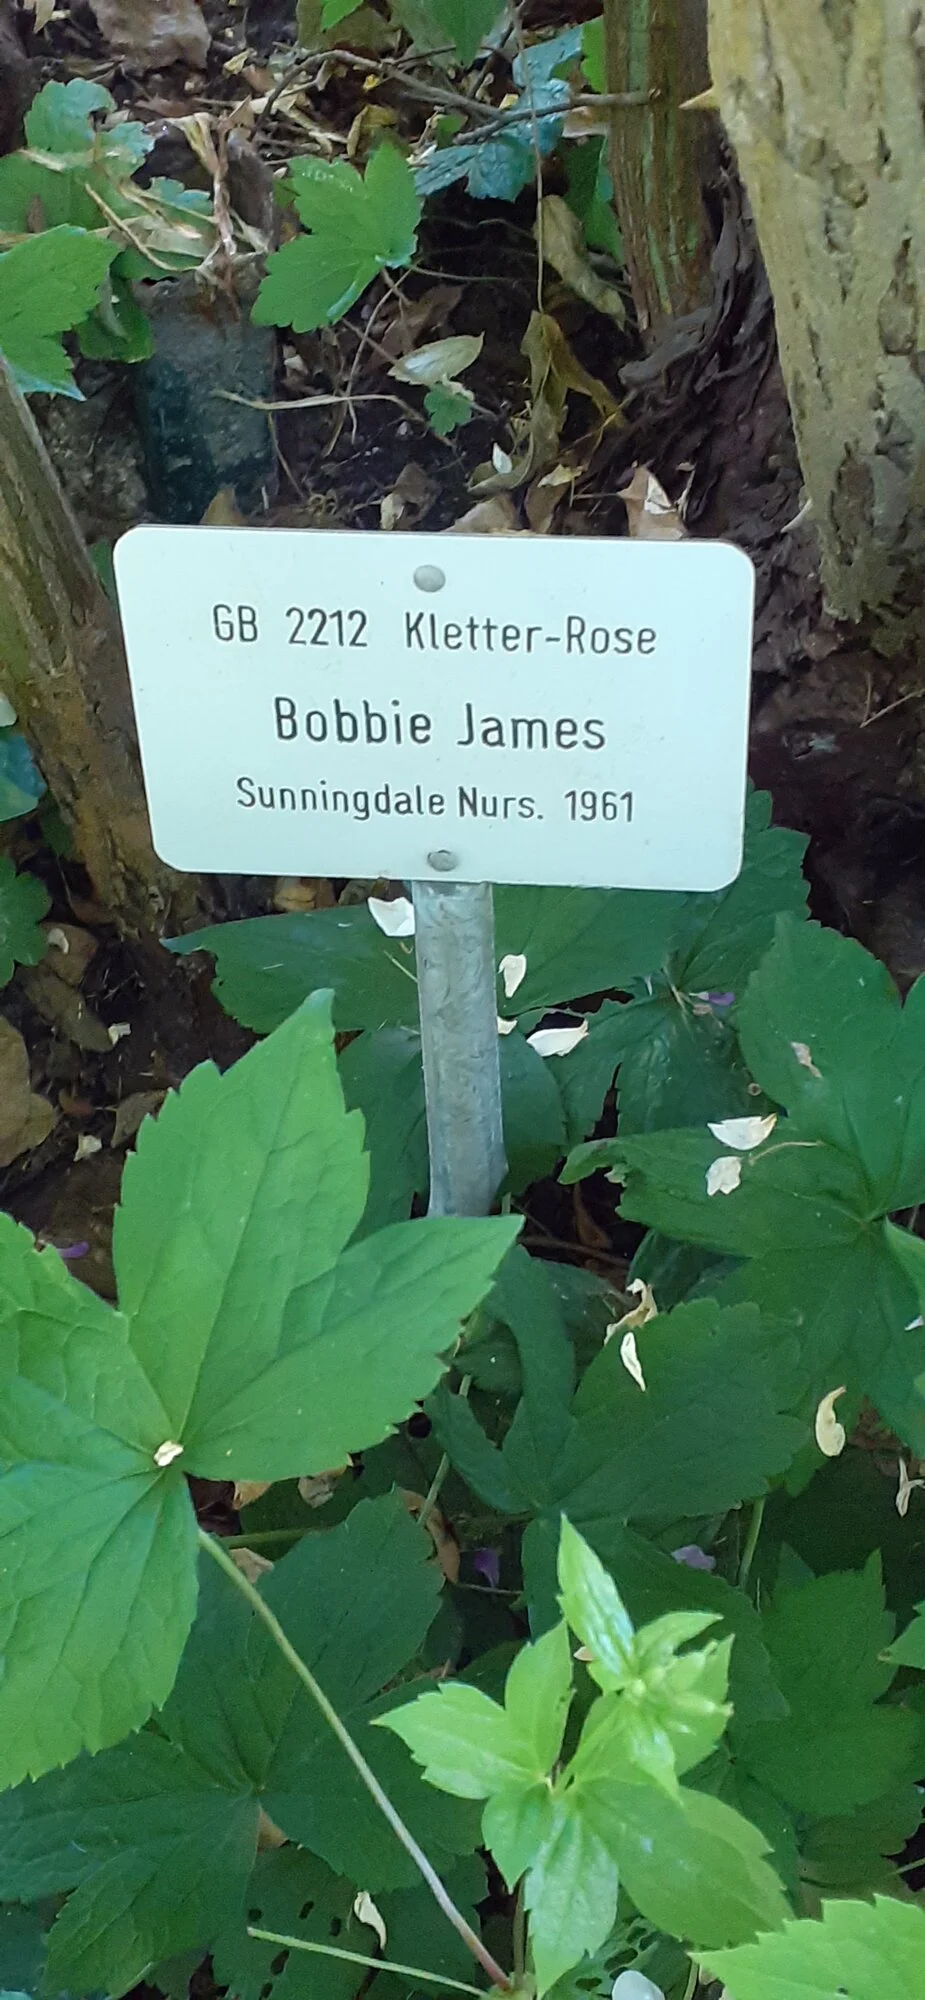 GB 2212 Kletter-Rose
Bobbie James
Sunningdale Nurs. 1961